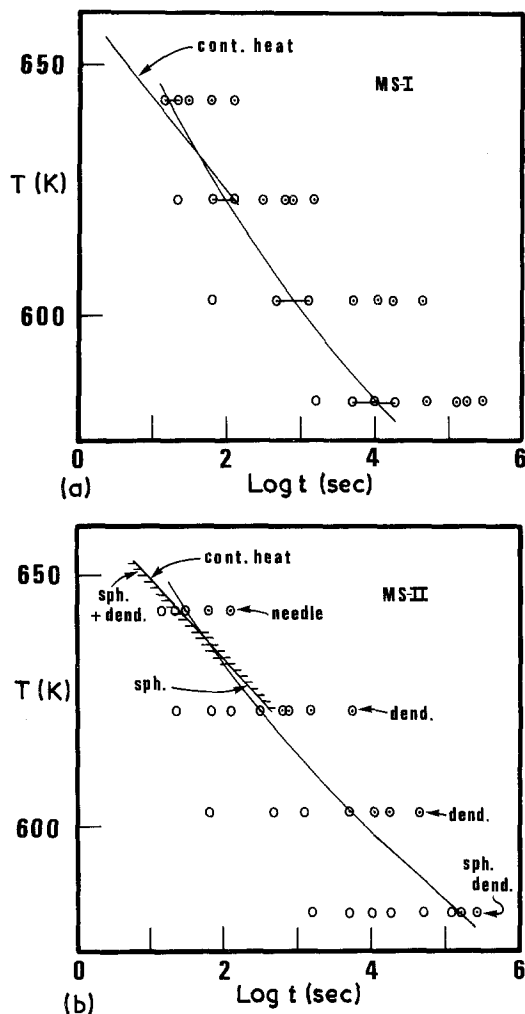 650
cont. heat
MS-I
T (K)
600
0 2 4 6
(a)
Log t (sec)
650
cont. heat
MS-II
sph.
+ dend.
needle
T (K)
sph.
dend.
600
dend.
sph.
dend.
0 2 4 6
(b)
Log t (sec)